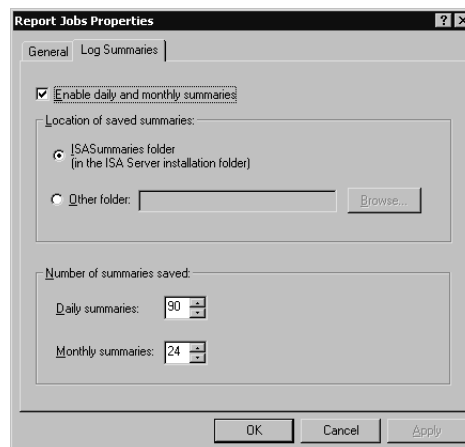 Report Jobs Properties
General
Log Summaries
Enable daily and monthly summaries
Location of saved summaries:
ISASummaries folder
(in the ISA Server installation folder)
Other folder:
Browse...
Number of summaries saved:
Daily summaries: 90
Monthly summaries: 24
OK
Cancel
Apply